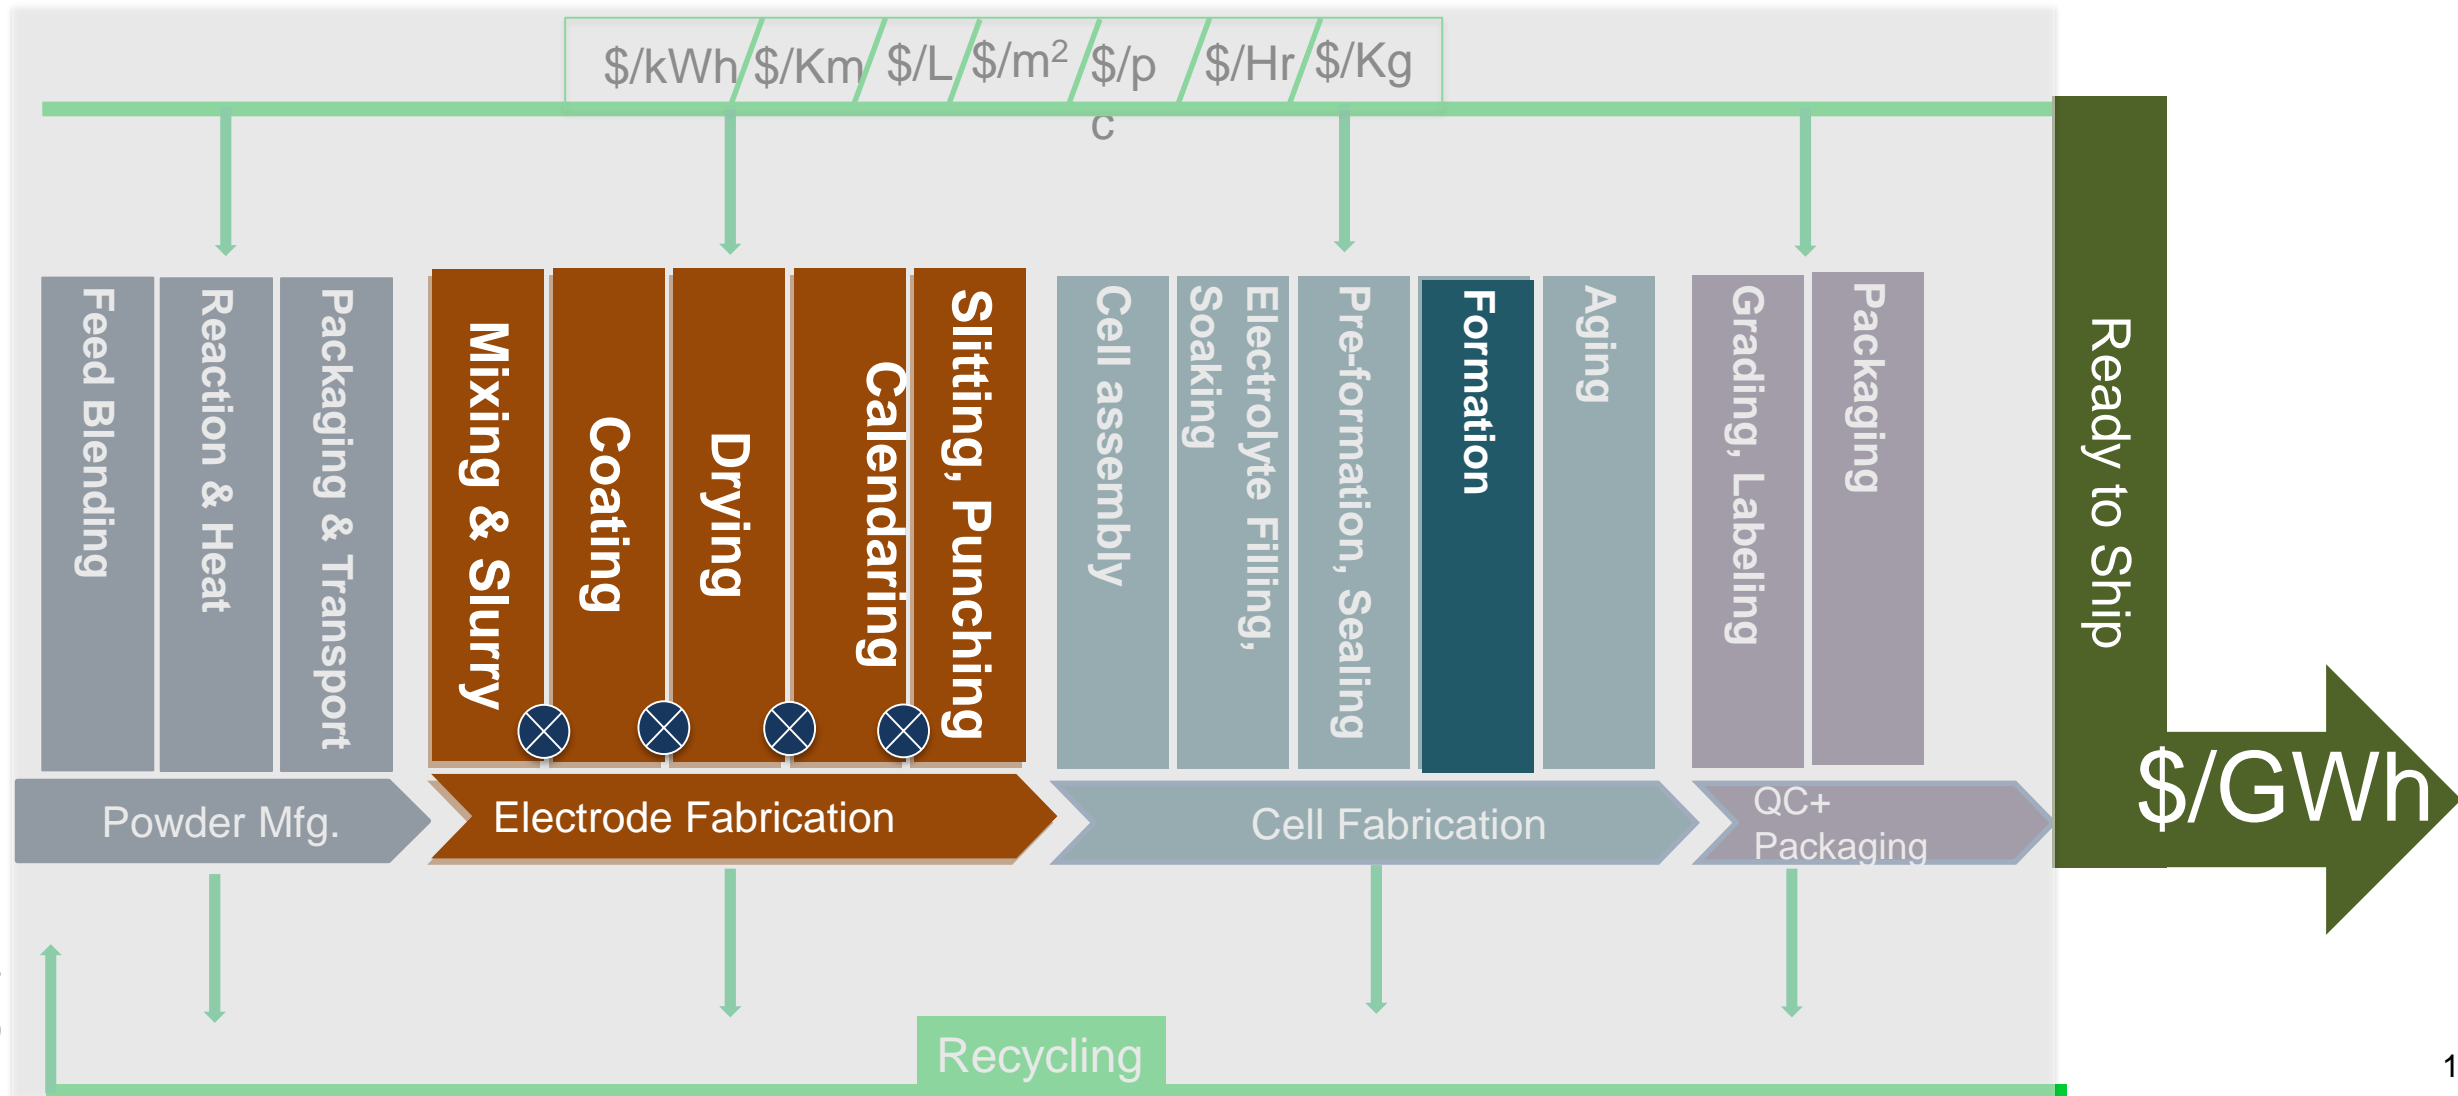 $/kWh
$/Km
$/L
$/m²
$/p
c
$/Hr
$/Kg
Feed Blending
Reaction & Heat
Packaging & Transport
Mixing & Slurry
Coating
Drying
Calendaring
Slitting, Punching
Cell assembly
Electrolyte Filling,
Soaking
Pre-formation, Sealing
Formation
Aging
Grading, Labeling
Packaging
Ready to Ship
Powder Mfg.
Electrode Fabrication
Cell Fabrication
QC+
Packaging
$/GWh
Recycling
1